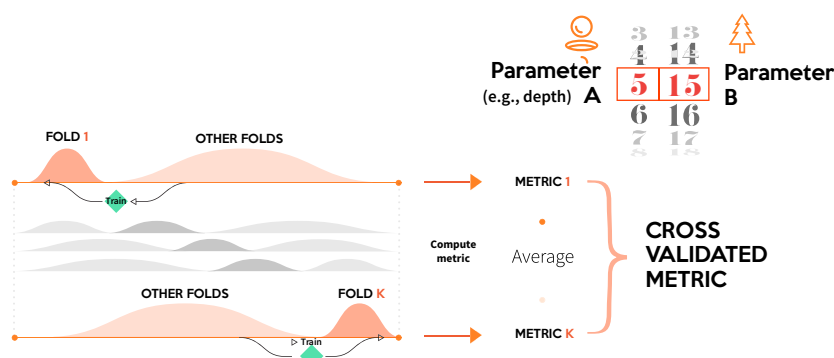 3 13
4 14
Parameter
A
(e.g., depth)
5 15
Parameter
B
6 16
7 17
FOLD 1
OTHER FOLDS
Train
METRIC 1
Compute
metric
Average
CROSS
VALIDATED
METRIC
OTHER FOLDS
FOLD K
Train
METRIC K